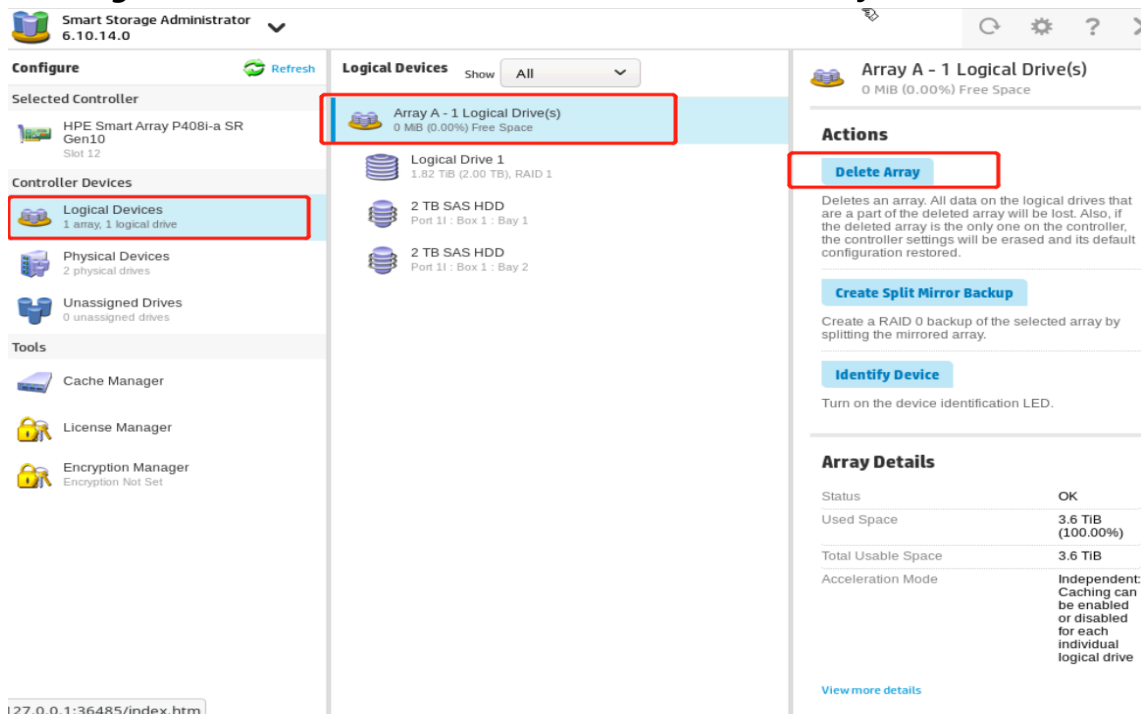 Smart Storage Administrator
6.10.14.0
?
Configure
Refresh
Selected Controller
HPE Smart Array P408i-a SR
Gen10
Slot 12
Controller Devices
Logical Devices
1 array, 1 logical drive
Physical Devices
2 physical drives
Unassigned Drives
0 unassigned drives
Tools
Cache Manager
License Manager
Encryption Manager
Encryption Not Set
127.0.0.1:36485/index.htm
Logical Devices
Show
All
Array A - 1 Logical Drive(s)
0 MiB (0.00%) Free Space
Logical Drive 1
1.82 TiB (2.00 TB), RAID 1
2 TB SAS HDD
Port 1I : Box 1 : Bay 1
2 TB SAS HDD
Port 1I : Box 1 : Bay 2
Array A - 1 Logical Drive(s)
0 MiB (0.00%) Free Space
Actions
Delete Array
Deletes an array. All data on the logical drives that
are a part of the deleted array will be lost. Also, if
the deleted array is the only one on the controller,
the controller settings will be erased and its default
configuration restored.
Create Split Mirror Backup
Create a RAID 0 backup of the selected array by
splitting the mirrored array.
Identify Device
Turn on the device identification LED.
Array Details
Status OK
Used Space 3.6 TiB
(100.00%)
Total Usable Space 3.6 TiB
Acceleration Mode Independent:
Caching can
be enabled
or disabled
for each
individual
logical drive
View more details